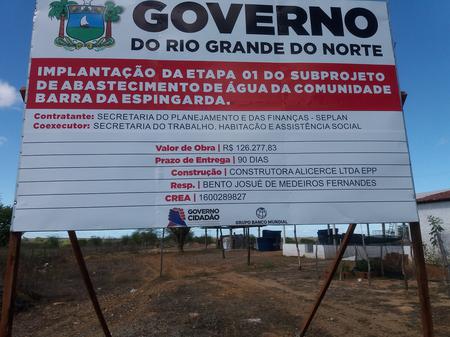 GOVERNO
DO RIO GRANDE DO NORTE
IMPLANTAÇÃO DA ETAPA 01 DO SUBPROJETO
DE ABASTECIMENTO DE ÁGUA DA COMUNIDADE
BARRA DA ESPINGARDA.
Contratante: SECRETARIA DO PLANEJAMENTO E DAS FINANÇAS - SEPLAN
Coexecutor: SECRETARIA DO TRABALHO, HABITAÇÃO E ASSISTÊNCIA SOCIAL
Valor de Obra | R$ 126.277,83
Prazo de Entrega | 90 DIAS
Construção | CONSTRUTORA ALICERCE LTDA EPP
Resp. | BENTO JOSUÉ DE MEDEIROS FERNANDES
CREA | 1600289827
GOVERNO
CIDADÃO
GRUPO BANCO MUNDIAL